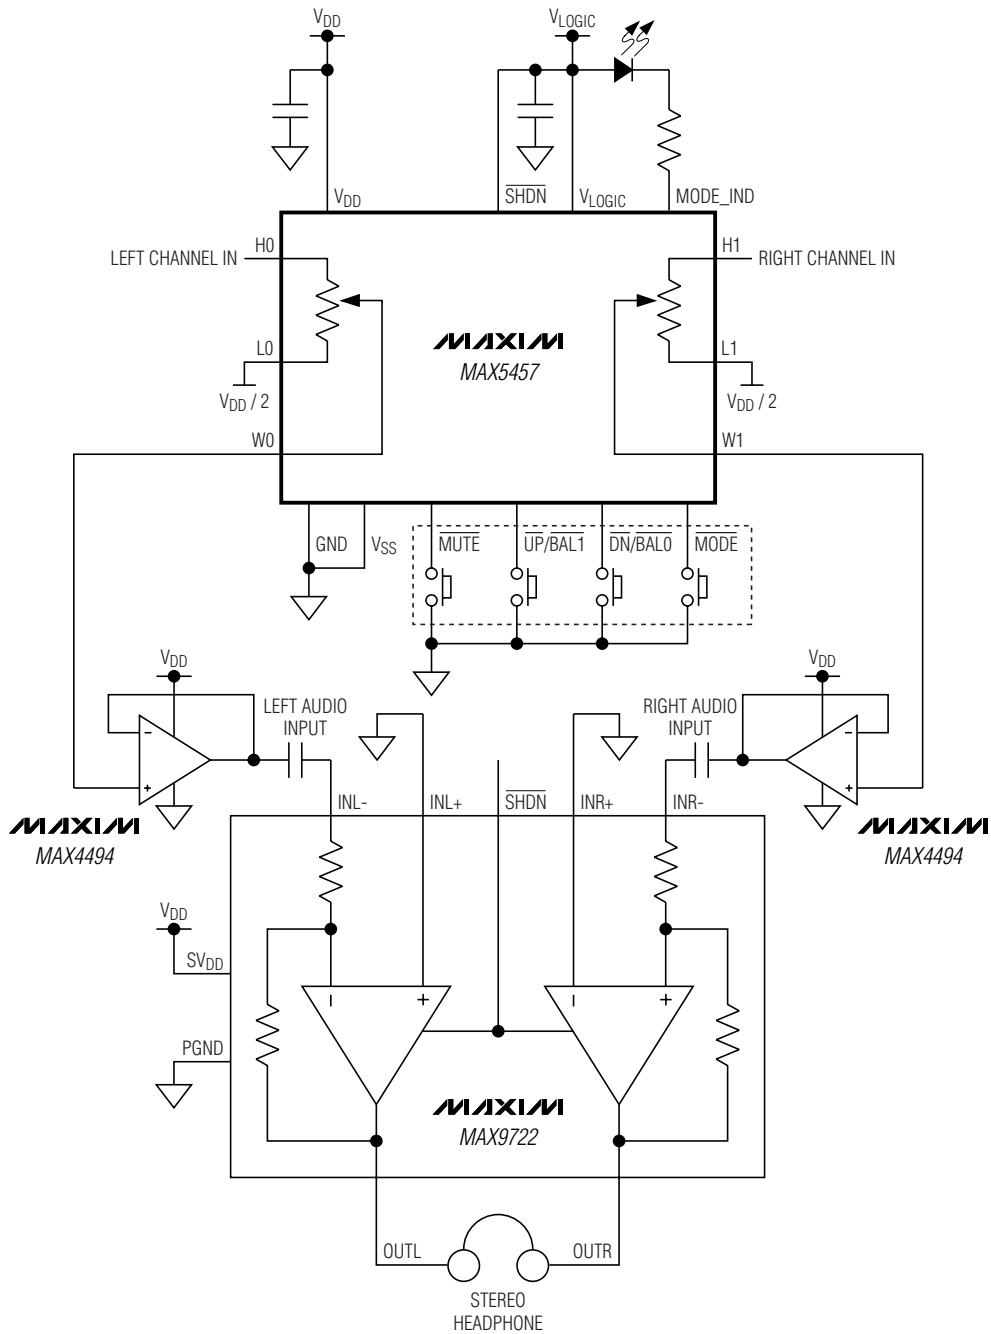 VDD
VLOGIC
VDD
SHDN
VLOGIC
MODE_IND
H0
H1
LEFT CHANNEL IN
RIGHT CHANNEL IN
MAXIM
MAX5457
L0
L1
VDD / 2
VDD / 2
W0
W1
GND
VSS
MUTE
UP/BAL1
DN/BAL0
MODE
VDD
VDD
LEFT AUDIO
INPUT
RIGHT AUDIO
INPUT
−
+
−
+
INL-
INL+
SHDN
INR+
INR-
MAXIM
MAX4494
MAXIM
MAX4494
VDD
SVDD
−
+
−
+
PGND
MAXIM
MAX9722
OUTL
OUTR
STEREO
HEADPHONE